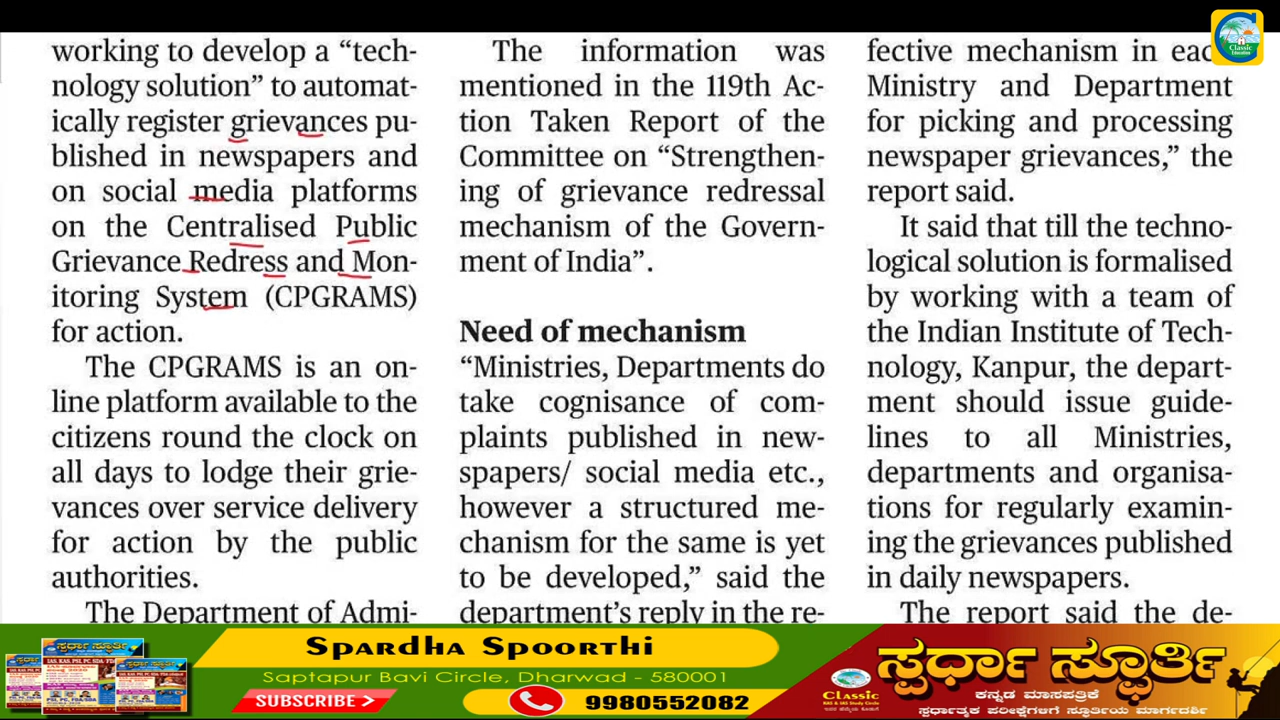 working to develop a “tech-
nology solution” to automat-
ically register grievances pu-
blished in newspapers and
on social media platforms
on the Centralised Public
Grievance Redress and Mon-
itoring System (CPGRAMS)
for action.
The CPGRAMS is an on-
line platform available to the
citizens round the clock on
all days to lodge their grie-
vances over service delivery
for action by the public
authorities.
The Department of Admi-
The information was
mentioned in the 119th Ac-
tion Taken Report of the
Committee on “Strengthen-
ing of grievance redressal
mechanism of the Govern-
ment of India”.
Need of mechanism
“Ministries, Departments do
take cognisance of com-
plaints published in new-
spapers/ social media etc.,
however a structured me-
chanism for the same is yet
to be developed,” said the
department’s reply in the re-
fective mechanism in eac
Ministry and Department
for picking and processing
newspaper grievances,” the
report said.
It said that till the techno-
logical solution is formalised
by working with a team of
the Indian Institute of Tech-
nology, Kanpur, the depart-
ment should issue guide-
lines to all Ministries,
departments and organisa-
tions for regularly examin-
ing the grievances published
in daily newspapers.
The report said the de-
Classic
Education
Spardha Spoorthi
Saptapur Bavi Circle, Dharwad - 580001
SUBSCRIBE
9980552082
ಸ್ಪರ್ಧಾ ಸ್ಫೂರ್ತಿ
ಕನ್ನಡ ಮಾಸಪತ್ರಿಕೆ
ಸ್ಪರ್ಧಾತ್ಮಕ ಪರೀಕ್ಷೆಗಳಿಗೆ ಸ್ಫೂರ್ತಿಯ ಮಾರ್ಗದರ್ಶಿ
Classic
KAS & IAS Study Circle